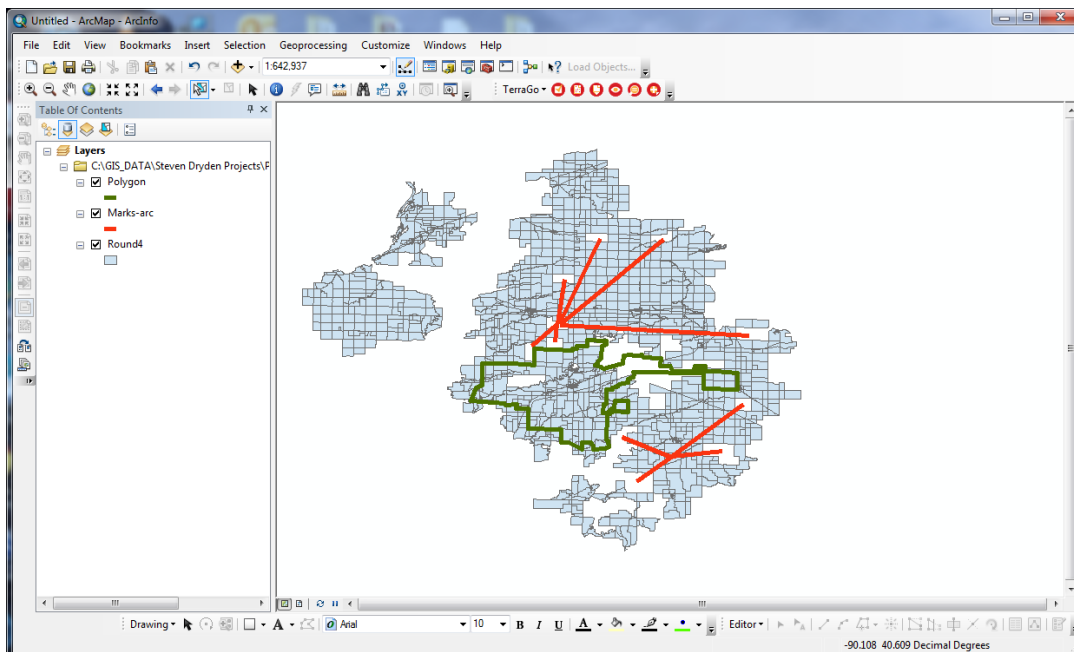 Untitled - ArcMap - ArcInfo
File Edit View Bookmarks Insert Selection Geoprocessing Customize Windows Help
1:642,937 Load Objects...
TerraGo
Table Of Contents
Layers
C:\GIS_DATA\Steven Dryden Projects\F
Polygon
Marks-arc
Round4
Drawing A Arial 10 B I U A Editor
-90.108 40.609 Decimal Degrees